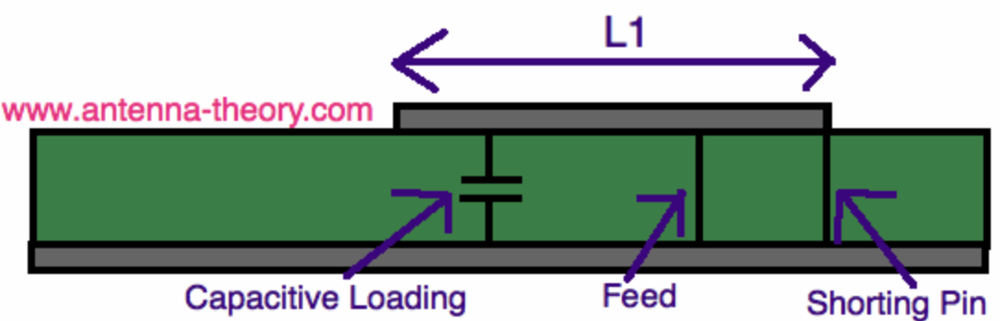 L1
www.antenna-theory.com
Capacitive Loading
Feed
Shorting Pin